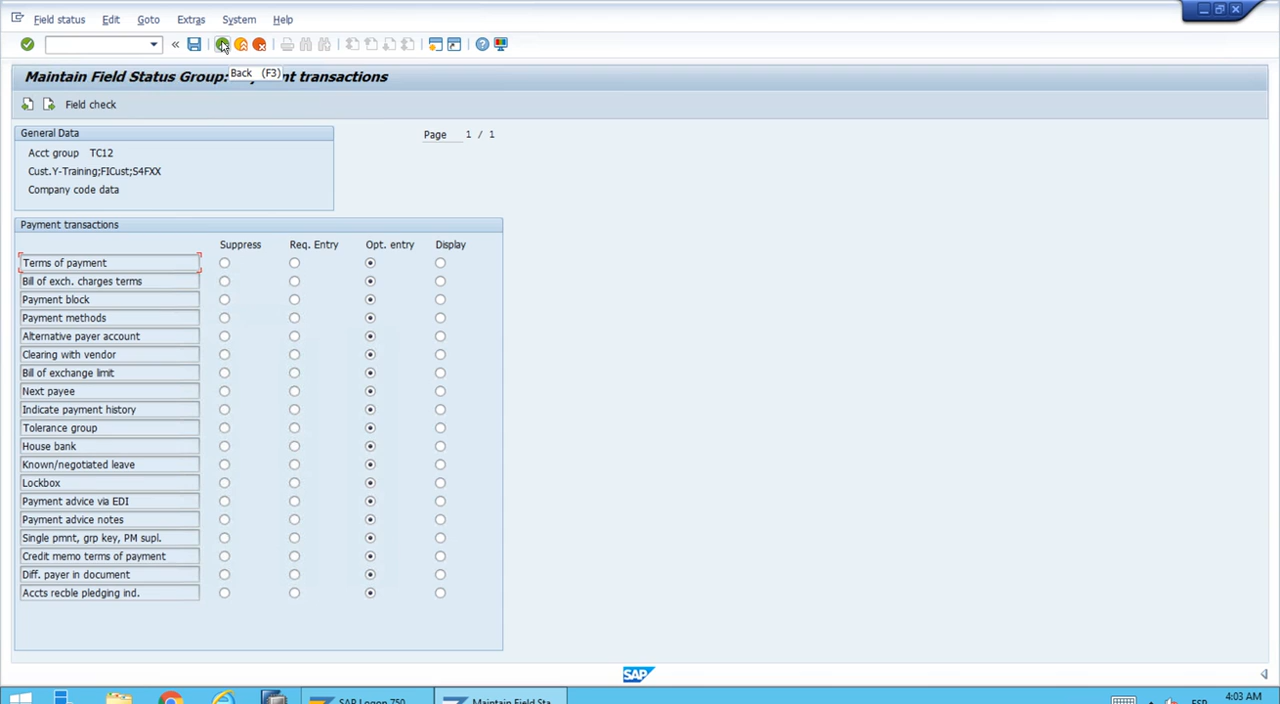 Field status Edit Goto Extras System Help
«
Back (F3)
Maintain Field Status Group: Payment transactions
Field check
General Data
Page 1 / 1
Acct group TC12
Cust.Y-Training;FICust;S4FXX
Company code data
Payment transactions
Suppress Req. Entry Opt. entry Display
Terms of payment
Bill of exch. charges terms
Payment block
Payment methods
Alternative payer account
Clearing with vendor
Bill of exchange limit
Next payee
Indicate payment history
Tolerance group
House bank
Known/negotiated leave
Lockbox
Payment advice via EDI
Payment advice notes
Single pmnt, grp key, PM supl.
Credit memo terms of payment
Diff. payer in document
Accts recble pledging ind.
SAP
SAP Logon 750 Maintain Field Sta... ESP 4:03 AM